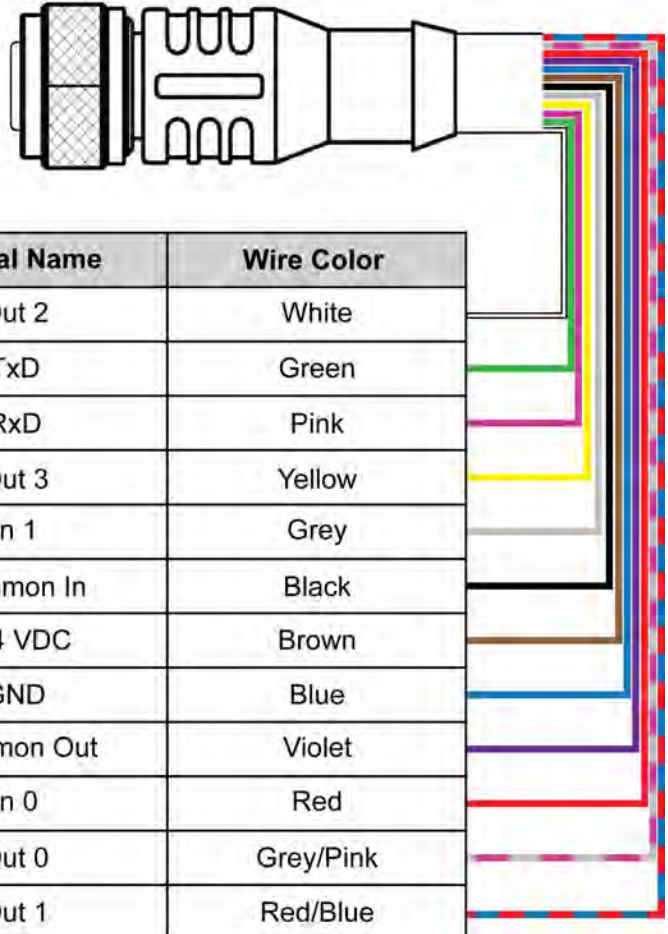 al Name Wire Color
ut 2 White
TxD Green
RxD Pink
ut 3 Yellow
n 1 Grey
mon In Black
VDC Brown
GND Blue
mon Out Violet
n 0 Red
ut 0 Grey/Pink
ut 1 Red/Blue